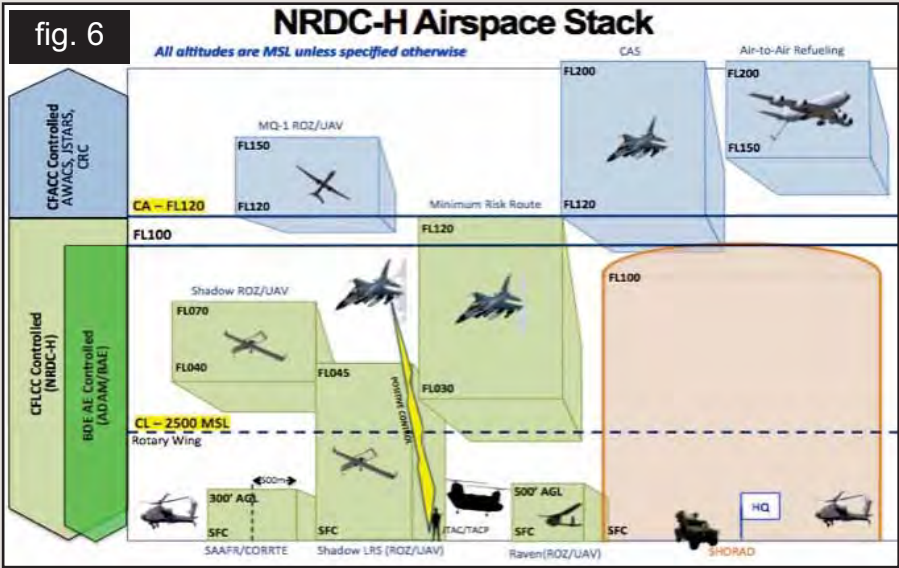 fig. 6
NRDC-H Airspace Stack
All altitudes are MSL unless specified otherwise
CAS
Air-to-Air Refueling
FL200
FL200
MQ-1 ROZ/UAV
FL150
FL150
CFACC Controlled
AWACS, JSTARS,
CRC
CA – FL120
FL120
Minimum Risk Route
FL120
FL120
FL100
FL100
Shadow ROZ/UAV
FL070
FL040
FL045
FL030
POSITIVE CONTROL
CFLCC Controlled
(NRDC-H)
BDE AE Controlled
(ADAM/BAE)
CL – 2500 MSL
Rotary Wing
500m
300' AGL
500' AGL
HQ
SFC
SFC
JTAC/TACP
SFC
SFC
SAAFR/CORRTE
Shadow LRS (ROZ/UAV)
Raven(ROZ/UAV)
SHORAD